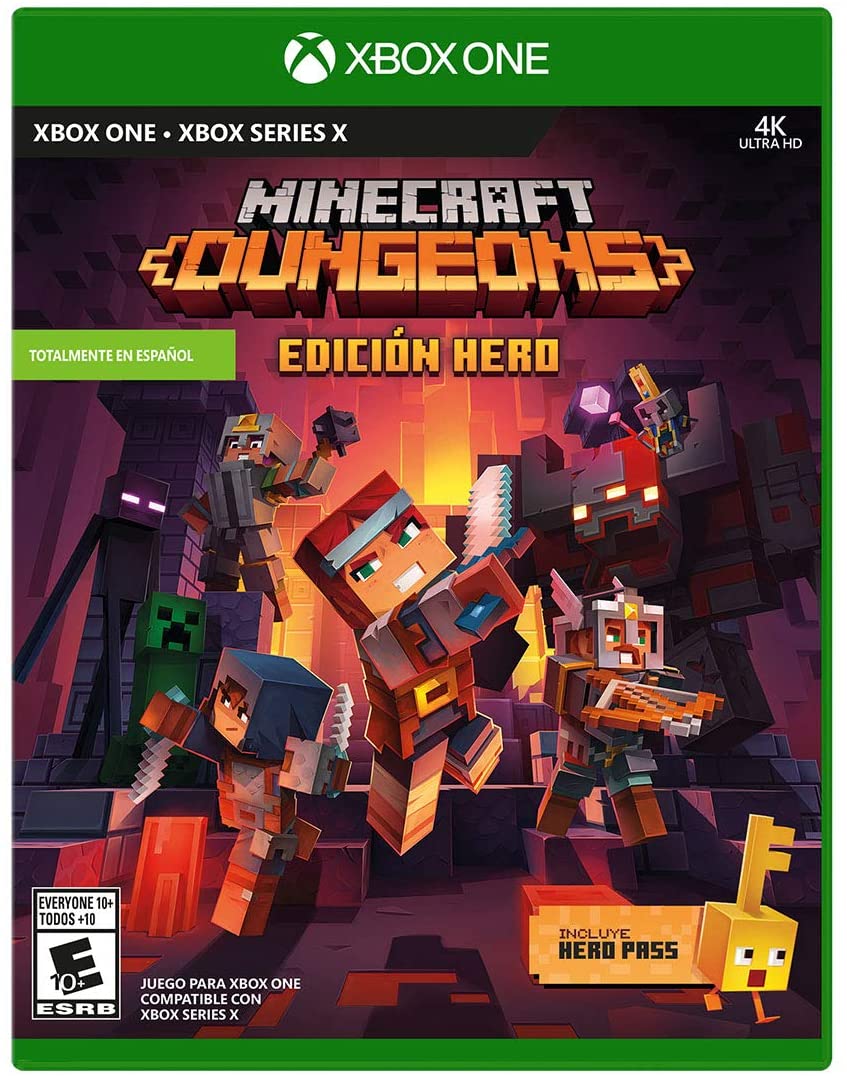 XBOX ONE
XBOX ONE • XBOX SERIES X
4K
ULTRA HD
MINECRAFT
DUNGEONS
TOTALMENTE EN ESPAÑOL
EDICIÓN HERO
EVERYONE 10+
TODOS +10
E
10+
ESRB
JUEGO PARA XBOX ONE
COMPATIBLE CON
XBOX SERIES X
INCLUYE
HERO PASS